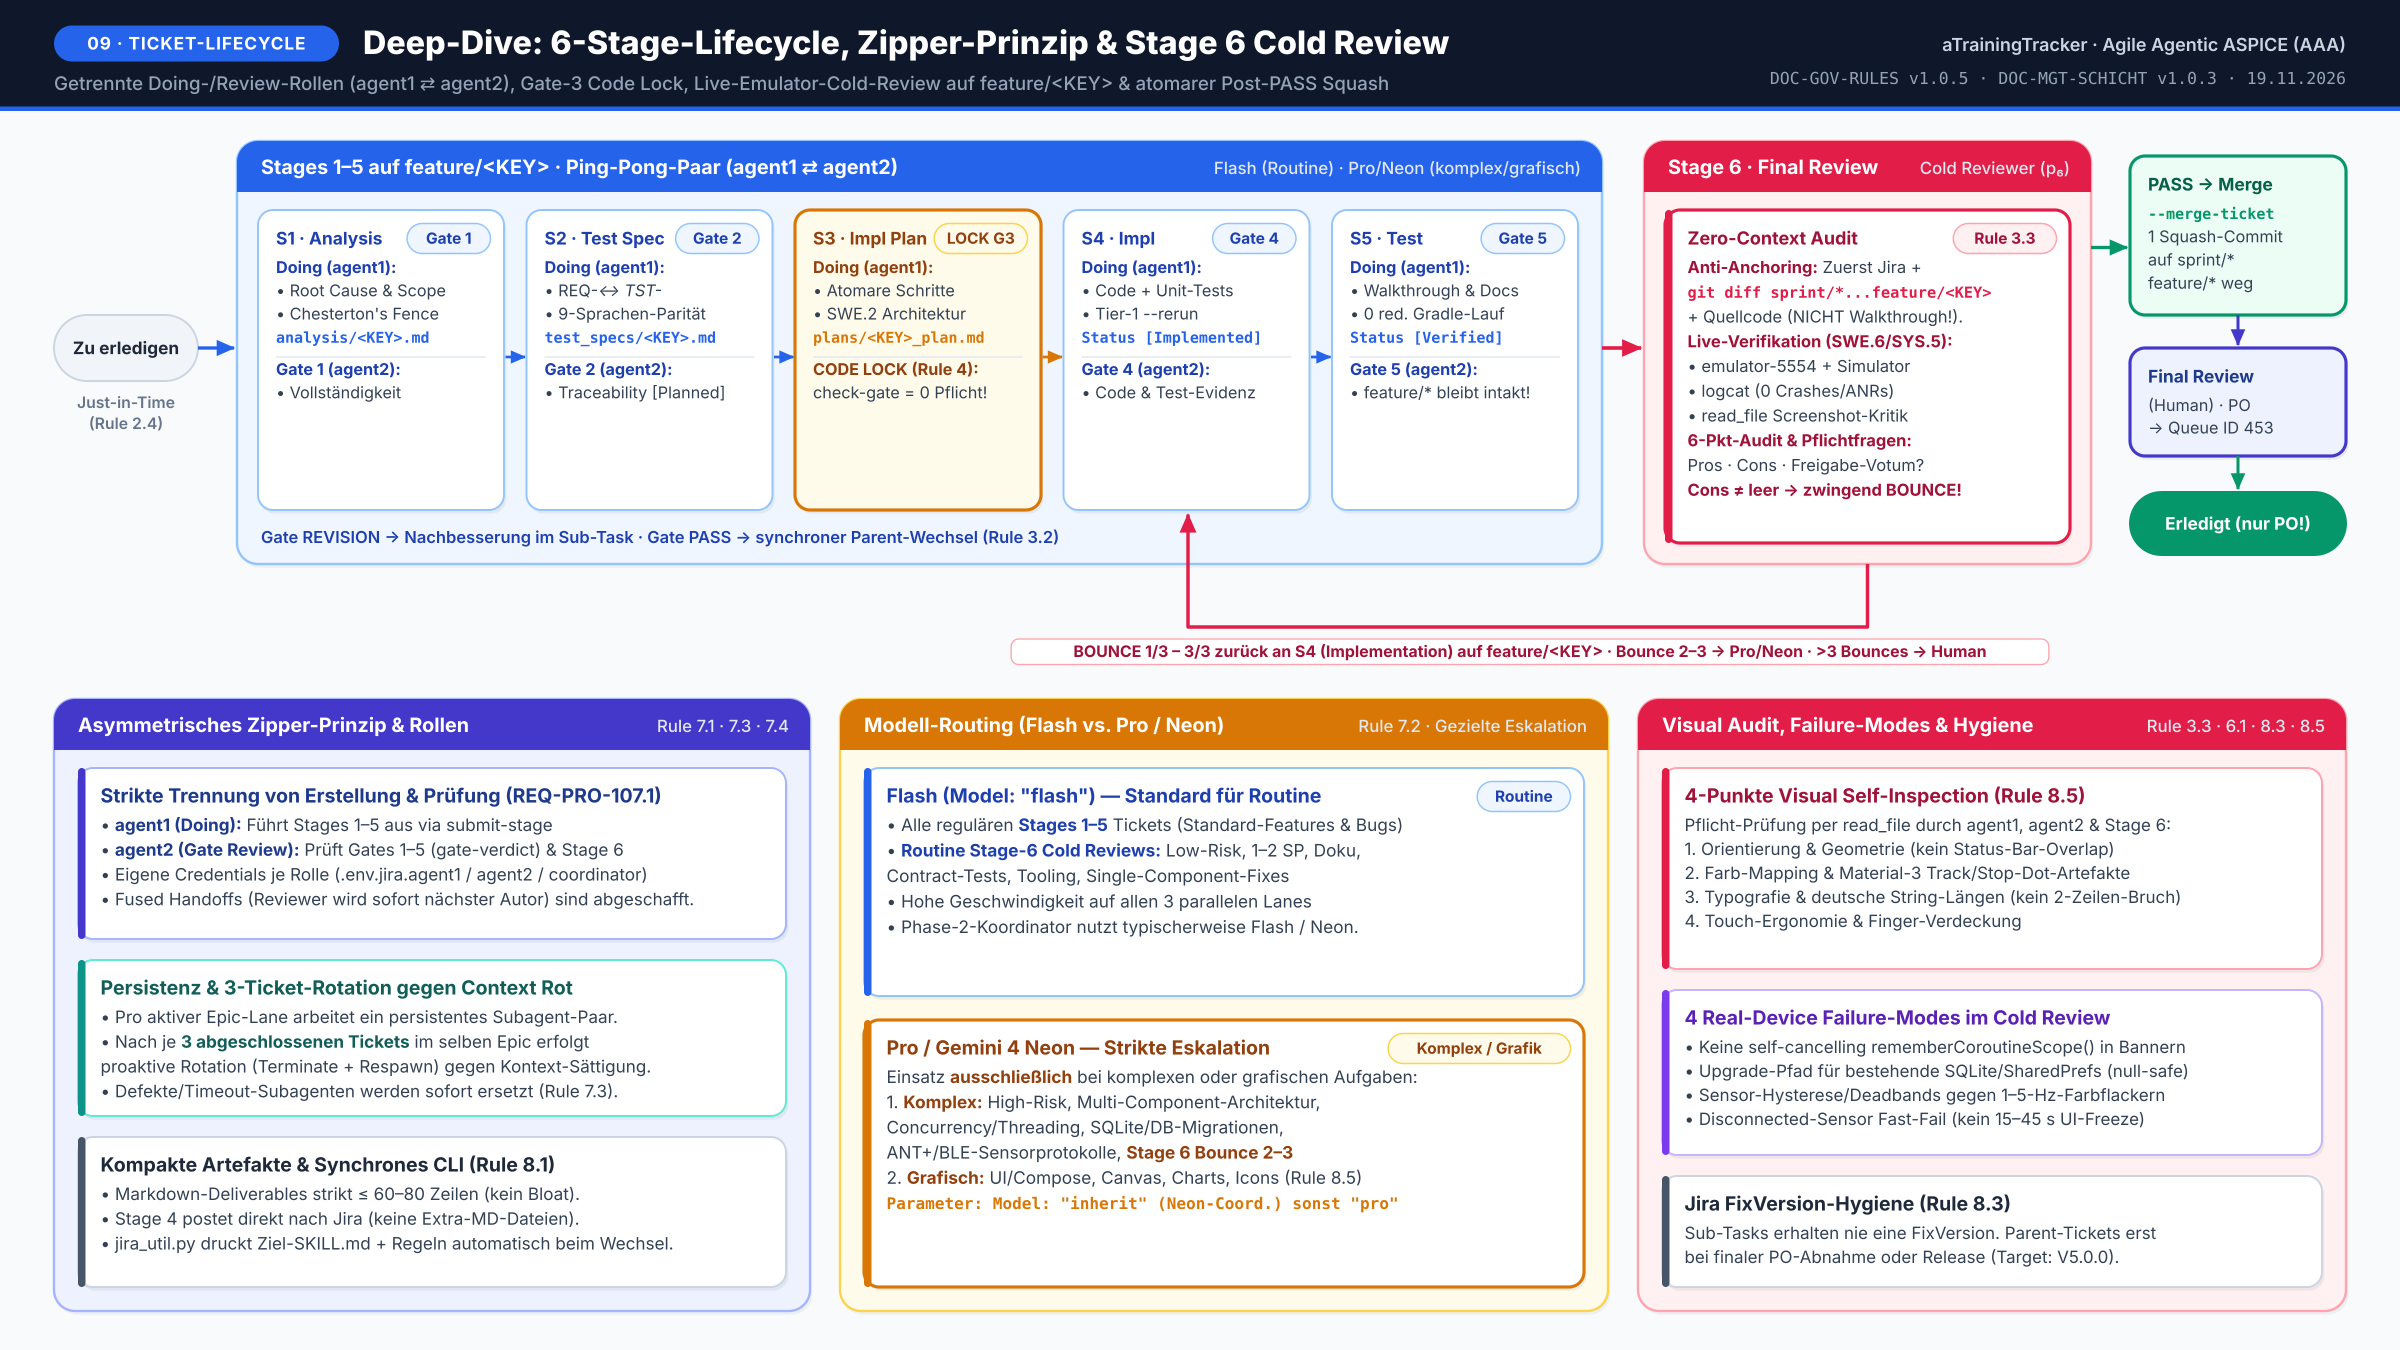 09 · TICKET-LIFECYCLE
Deep-Dive: 6-Stage-Lifecycle, Zipper-Prinzip & Stage 6 Cold Review
Getrennte Doing-/Review-Rollen (agent1 ⇄ agent2), Gate-3 Code Lock, Live-Emulator-Cold-Review auf feature/<KEY> & atomarer Post-PASS Squash
aTrainingTracker · Agile Agentic ASPICE (AAA)
DOC-GOV-RULES v1.0.5 · DOC-MGT-SCHICHT v1.0.3 · 19.11.2026
Zu erledigen
Just-in-Time
(Rule 2.4)
Stages 1–5 auf feature/<KEY> · Ping-Pong-Paar (agent1 ⇄ agent2)
Flash (Routine) · Pro/Neon (komplex/grafisch)
S1 · Analysis
Gate 1
Doing (agent1):
• Root Cause & Scope
• Chesterton's Fence
analysis/<KEY>.md
Gate 1 (agent2):
• Vollständigkeit
S2 · Test Spec
Gate 2
Doing (agent1):
• REQ-↔ TST-
• 9-Sprachen-Parität
test_specs/<KEY>.md
Gate 2 (agent2):
• Traceability [Planned]
S3 · Impl Plan
LOCK G3
Doing (agent1):
• Atomare Schritte
• SWE.2 Architektur
plans/<KEY>_plan.md
CODE LOCK (Rule 4):
check-gate = 0 Pflicht!
S4 · Impl
Gate 4
Doing (agent1):
• Code + Unit-Tests
• Tier-1 --rerun
Status [Implemented]
Gate 4 (agent2):
• Code & Test-Evidenz
S5 · Test
Gate 5
Doing (agent1):
• Walkthrough & Docs
• 0 red. Gradle-Lauf
Status [Verified]
Gate 5 (agent2):
• feature/* bleibt intakt!
Gate REVISION → Nachbesserung im Sub-Task · Gate PASS → synchroner Parent-Wechsel (Rule 3.2)
Stage 6 · Final Review
Cold Reviewer (p₆)
Zero-Context Audit
Rule 3.3
Anti-Anchoring: Zuerst Jira +
git diff sprint/*...feature/<KEY>
+ Quellcode (NICHT Walkthrough!).
Live-Verifikation (SWE.6/SYS.5):
• emulator-5554 + Simulator
• logcat (0 Crashes/ANRs)
• read_file Screenshot-Kritik
6-Pkt-Audit & Pflichtfragen:
Pros · Cons · Freigabe-Votum?
Cons ≠ leer → zwingend BOUNCE!
PASS → Merge
--merge-ticket
1 Squash-Commit
auf sprint/*
feature/* weg
Final Review
(Human) · PO
→ Queue ID 453
Erledigt (nur PO!)
BOUNCE 1/3 – 3/3 zurück an S4 (Implementation) auf feature/<KEY> · Bounce 2–3 → Pro/Neon · >3 Bounces → Human
Asymmetrisches Zipper-Prinzip & Rollen
Rule 7.1 · 7.3 · 7.4
Strikte Trennung von Erstellung & Prüfung (REQ-PRO-107.1)
• agent1 (Doing): Führt Stages 1–5 aus via submit-stage
• agent2 (Gate Review): Prüft Gates 1–5 (gate-verdict) & Stage 6
• Eigene Credentials je Rolle (.env.jira.agent1 / agent2 / coordinator)
• Fused Handoffs (Reviewer wird sofort nächster Autor) sind abgeschafft.
Persistenz & 3-Ticket-Rotation gegen Context Rot
• Pro aktiver Epic-Lane arbeitet ein persistentes Subagent-Paar.
• Nach je 3 abgeschlossenen Tickets im selben Epic erfolgt
proaktive Rotation (Terminate + Respawn) gegen Kontext-Sättigung.
• Defekte/Timeout-Subagenten werden sofort ersetzt (Rule 7.3).
Kompakte Artefakte & Synchrones CLI (Rule 8.1)
• Markdown-Deliverables strikt ≤ 60–80 Zeilen (kein Bloat).
• Stage 4 postet direkt nach Jira (keine Extra-MD-Dateien).
• jira_util.py druckt Ziel-SKILL.md + Regeln automatisch beim Wechsel.
Modell-Routing (Flash vs. Pro / Neon)
Rule 7.2 · Gezielte Eskalation
Flash (Model: "flash") — Standard für Routine
Routine
• Alle regulären Stages 1–5 Tickets (Standard-Features & Bugs)
• Routine Stage-6 Cold Reviews: Low-Risk, 1–2 SP, Doku,
Contract-Tests, Tooling, Single-Component-Fixes
• Hohe Geschwindigkeit auf allen 3 parallelen Lanes
• Phase-2-Koordinator nutzt typischerweise Flash / Neon.
Pro / Gemini 4 Neon — Strikte Eskalation
Komplex / Grafik
Einsatz ausschließlich bei komplexen oder grafischen Aufgaben:
1. Komplex: High-Risk, Multi-Component-Architektur,
Concurrency/Threading, SQLite/DB-Migrationen,
ANT+/BLE-Sensorprotokolle, Stage 6 Bounce 2–3
2. Grafisch: UI/Compose, Canvas, Charts, Icons (Rule 8.5)
Parameter: Model: "inherit" (Neon-Coord.) sonst "pro"
Visual Audit, Failure-Modes & Hygiene
Rule 3.3 · 6.1 · 8.3 · 8.5
4-Punkte Visual Self-Inspection (Rule 8.5)
Pflicht-Prüfung per read_file durch agent1, agent2 & Stage 6:
1. Orientierung & Geometrie (kein Status-Bar-Overlap)
2. Farb-Mapping & Material-3 Track/Stop-Dot-Artefakte
3. Typografie & deutsche String-Längen (kein 2-Zeilen-Bruch)
4. Touch-Ergonomie & Finger-Verdeckung
4 Real-Device Failure-Modes im Cold Review
• Keine self-cancelling rememberCoroutineScope() in Bannern
• Upgrade-Pfad für bestehende SQLite/SharedPrefs (null-safe)
• Sensor-Hysterese/Deadbands gegen 1–5-Hz-Farbflackern
• Disconnected-Sensor Fast-Fail (kein 15–45 s UI-Freeze)
Jira FixVersion-Hygiene (Rule 8.3)
Sub-Tasks erhalten nie eine FixVersion. Parent-Tickets erst
bei finaler PO-Abnahme oder Release (Target: V5.0.0).